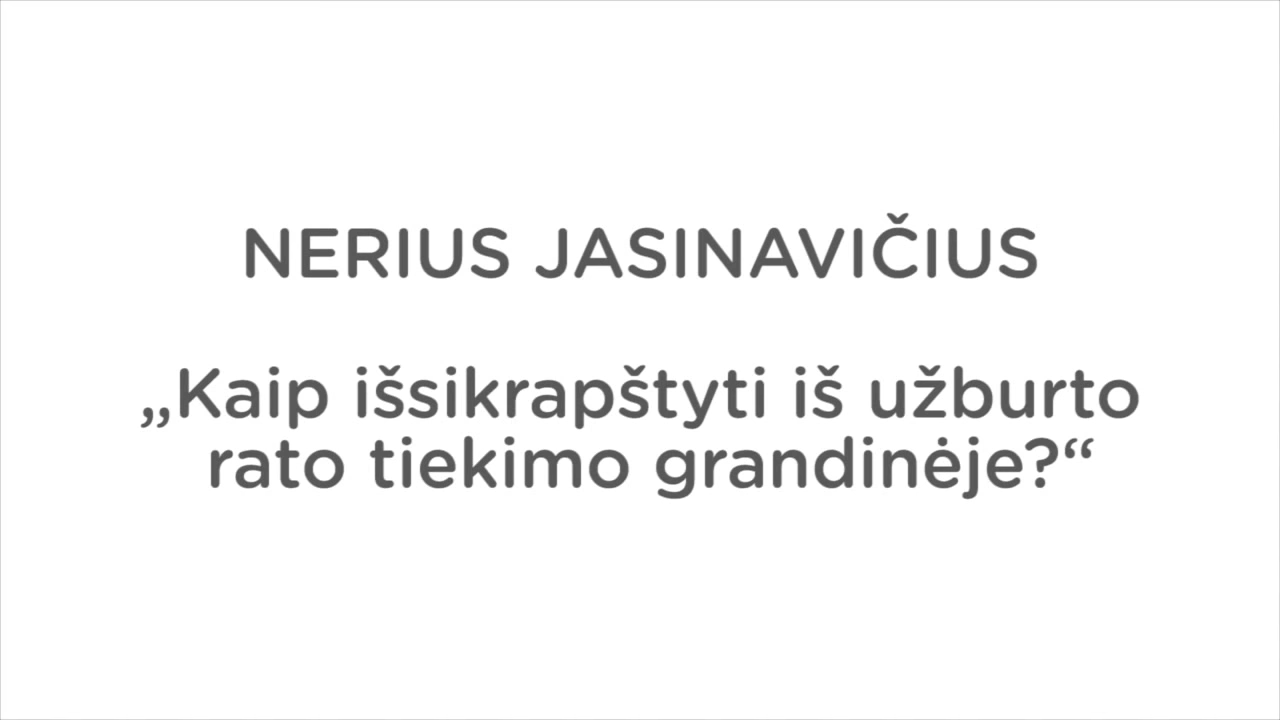 NERIUS JASINAVIČIUS
„Kaip išsikrapštyti iš užburto
rato tiekimo grandinėje?“